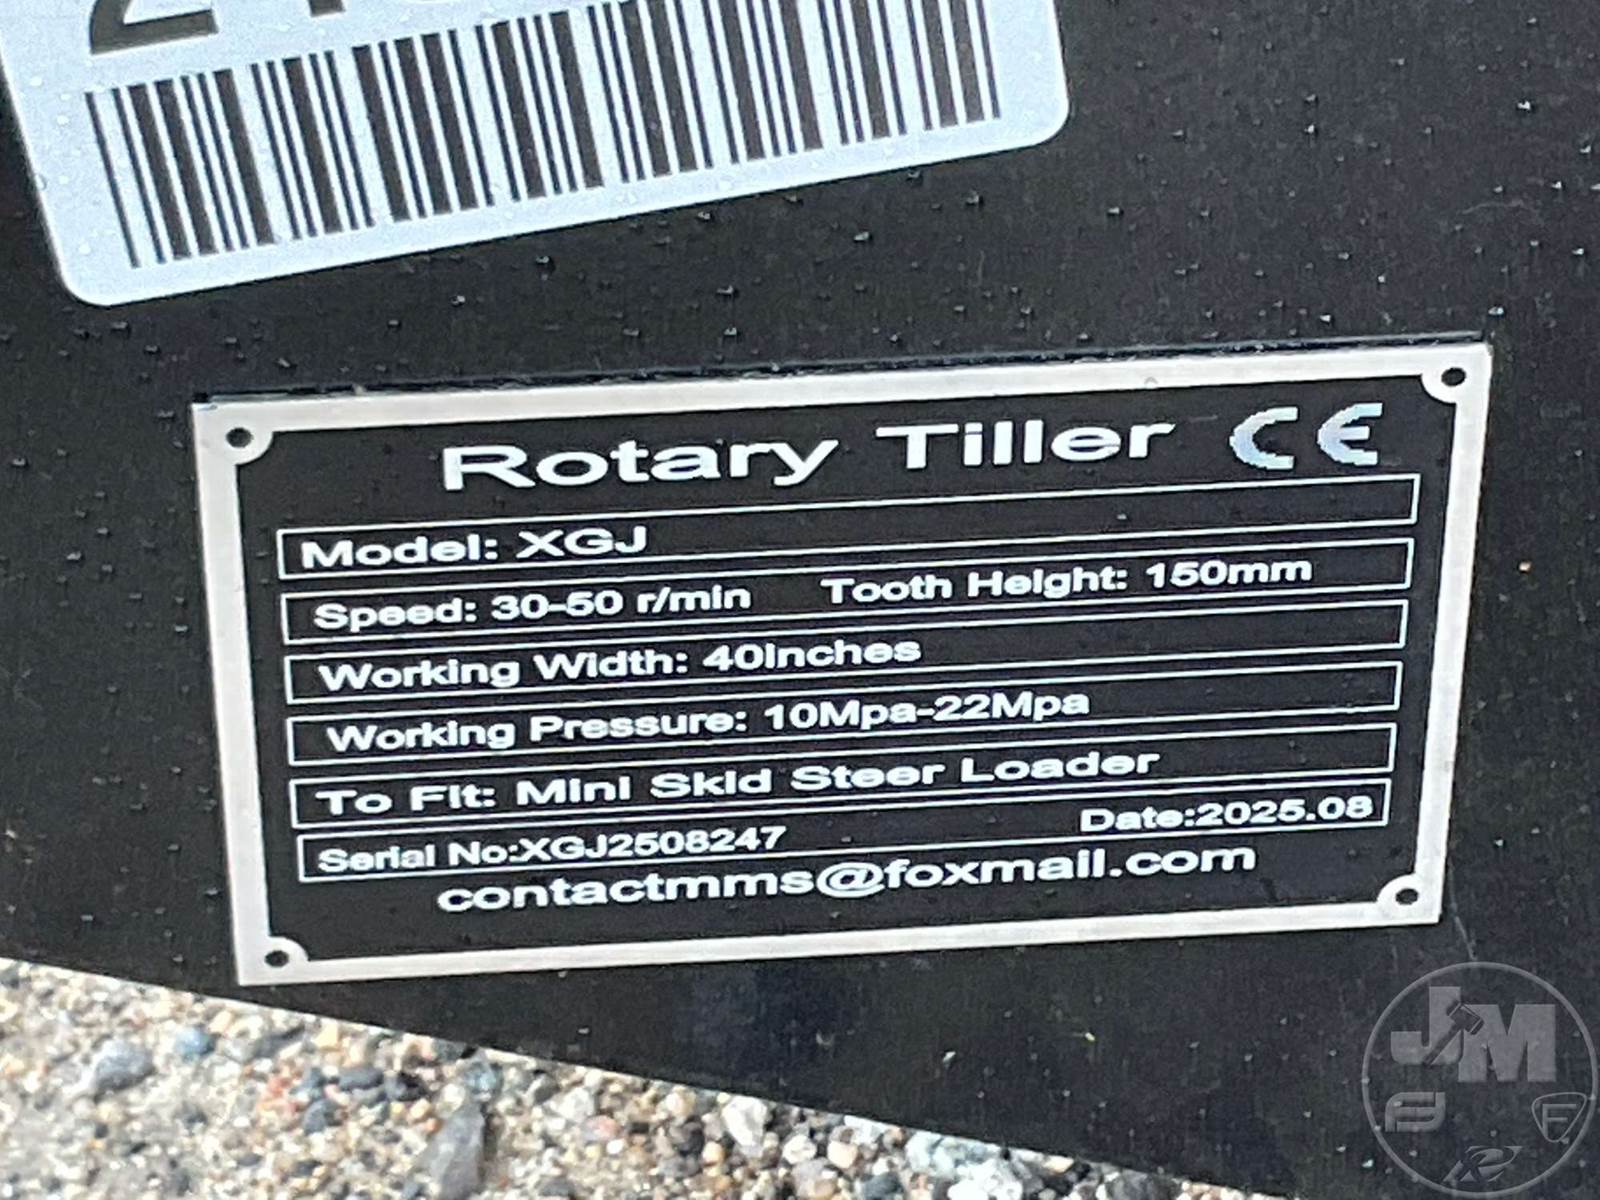 Rotary Tiller CE
Model: XGJ
Speed: 30-50 r/min Tooth Height: 150mm
Working Width: 40Inches
Working Pressure: 10Mpa-22Mpa
To Fit: Mini Skid Steer Loader
Serial No:XGJ2508247 Date:2025.08
contactmms@foxmail.com
JM